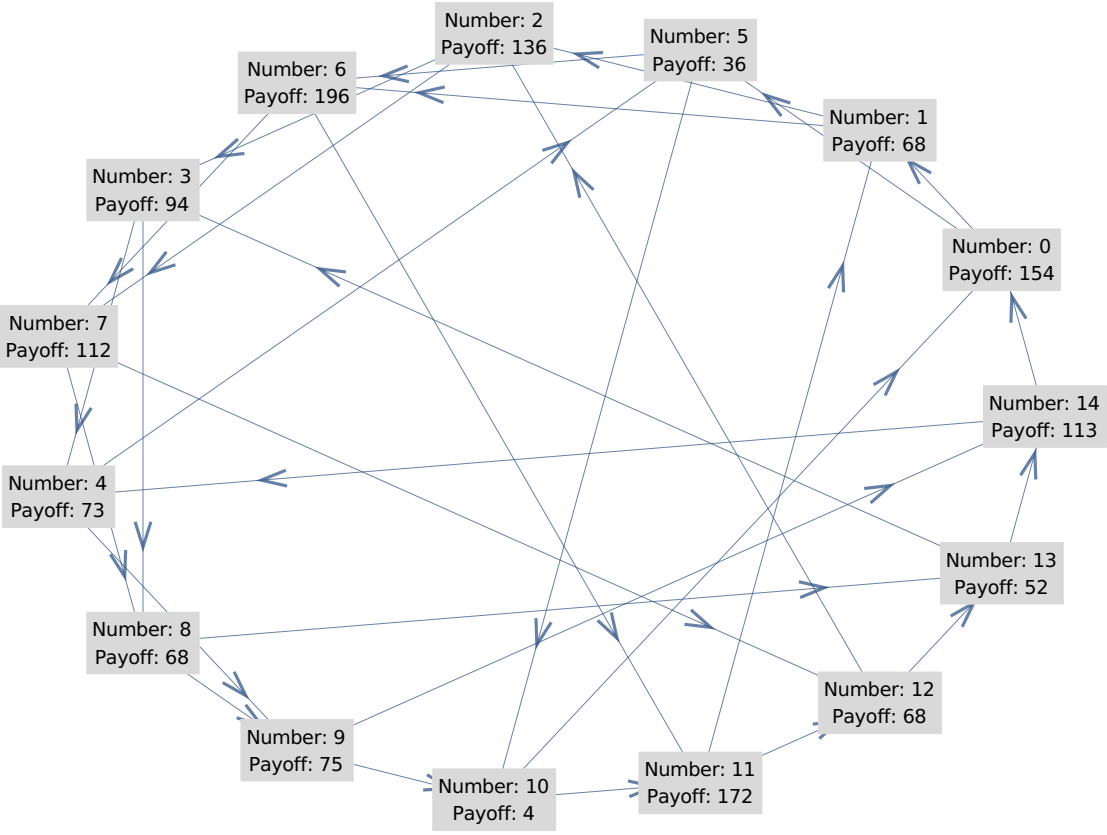 Number: 2
Payoff: 136
Number: 5
Payoff: 36
Number: 6
Payoff: 196
Number: 1
Payoff: 68
Number: 3
Payoff: 94
Number: 0
Payoff: 154
Number: 7
Payoff: 112
Number: 14
Payoff: 113
Number: 4
Payoff: 73
Number: 13
Payoff: 52
Number: 8
Payoff: 68
Number: 12
Payoff: 68
Number: 9
Payoff: 75
Number: 11
Payoff: 172
Number: 10
Payoff: 4